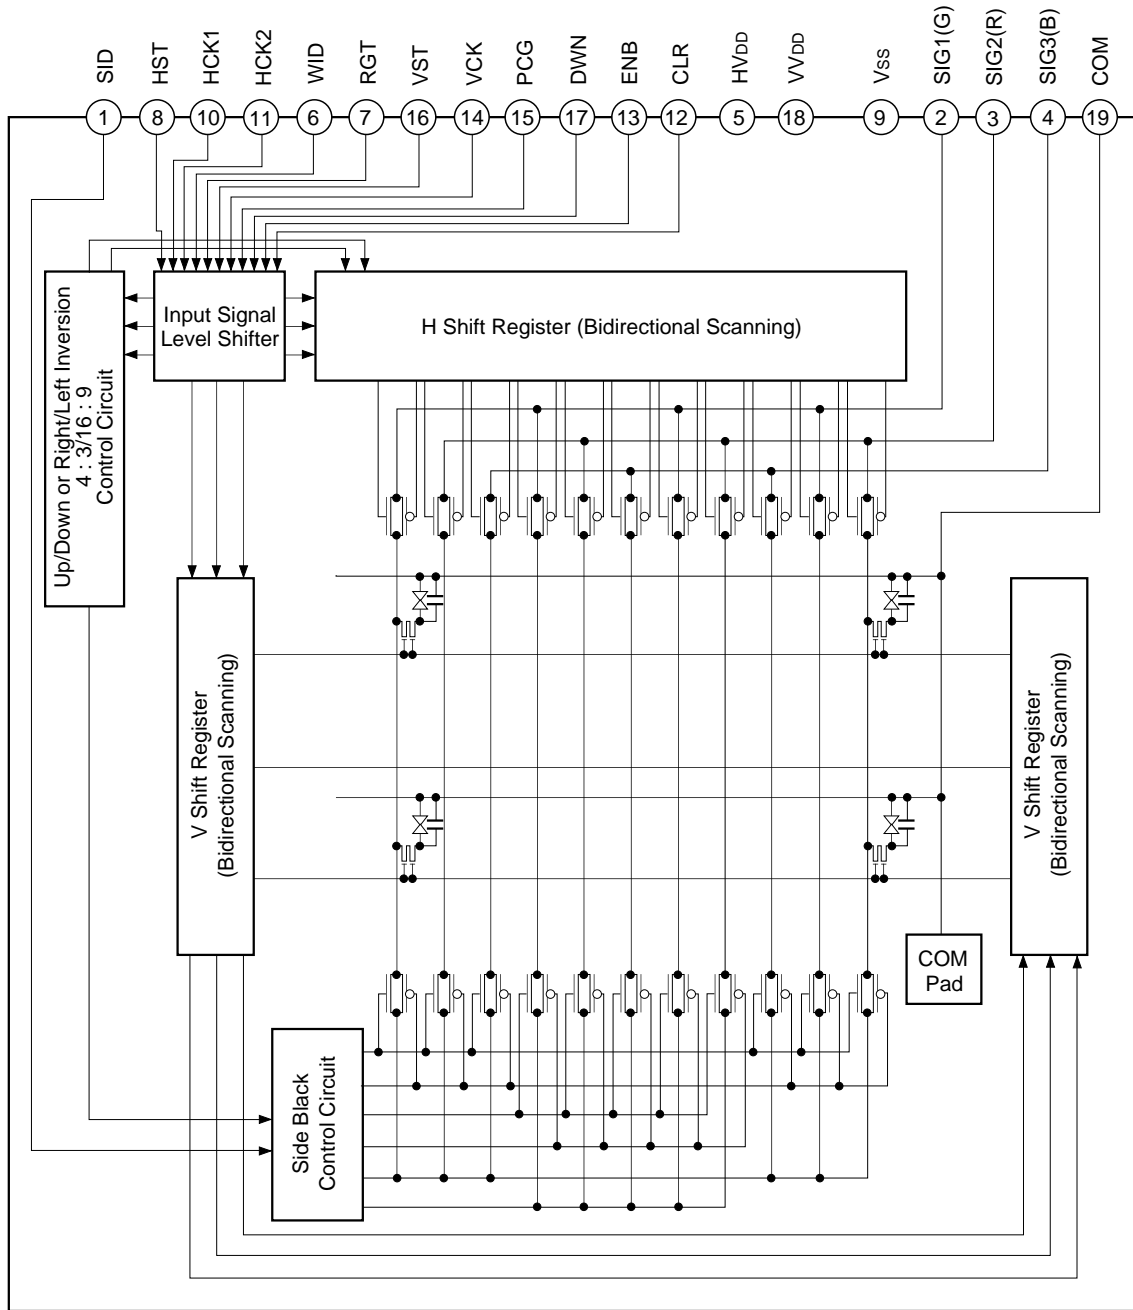 SID
HST
HCK1
HCK2
WID
RGT
VST
VCK
PCG
DWN
ENB
CLR
HVDD
VVDD
VSS
SIG1(G)
SIG2(R)
SIG3(B)
COM
1
8
10
11
6
7
16
14
15
17
13
12
5
18
9
2
3
4
19
Up/Down or Right/Left Inversion
4 : 3/16 : 9
Control Circuit
Input Signal
Level Shifter
H Shift Register (Bidirectional Scanning)
V Shift Register
(Bidirectional Scanning)
V Shift Register
(Bidirectional Scanning)
COM
Pad
Side Black
Control Circuit